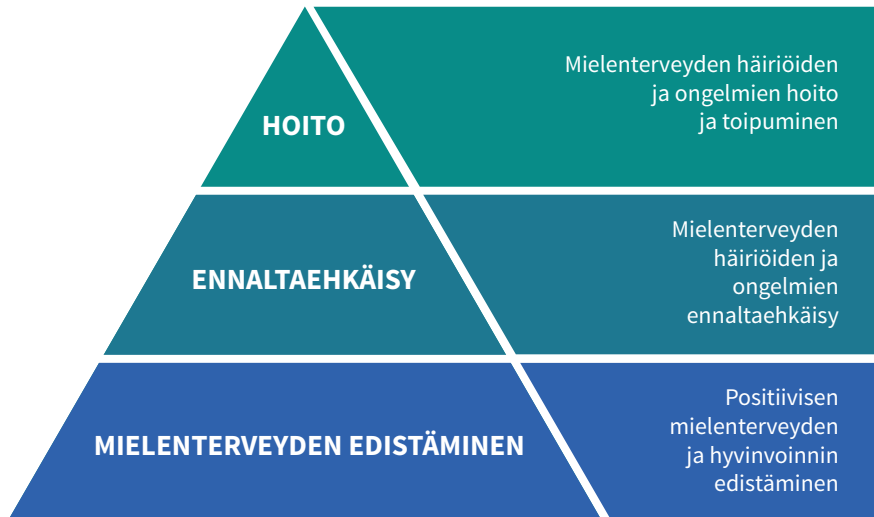 HOITO
Mielenterveyden häiriöiden
ja ongelmien hoito
ja toipuminen
ENNALTAEHKÄISY
Mielenterveyden
häiriöiden ja
ongelmien
ennaltaehkäisy
MIELENTERVEYDEN EDISTÄMINEN
Positiivisen
mielenterveyden
ja hyvinvoinnin
edistäminen